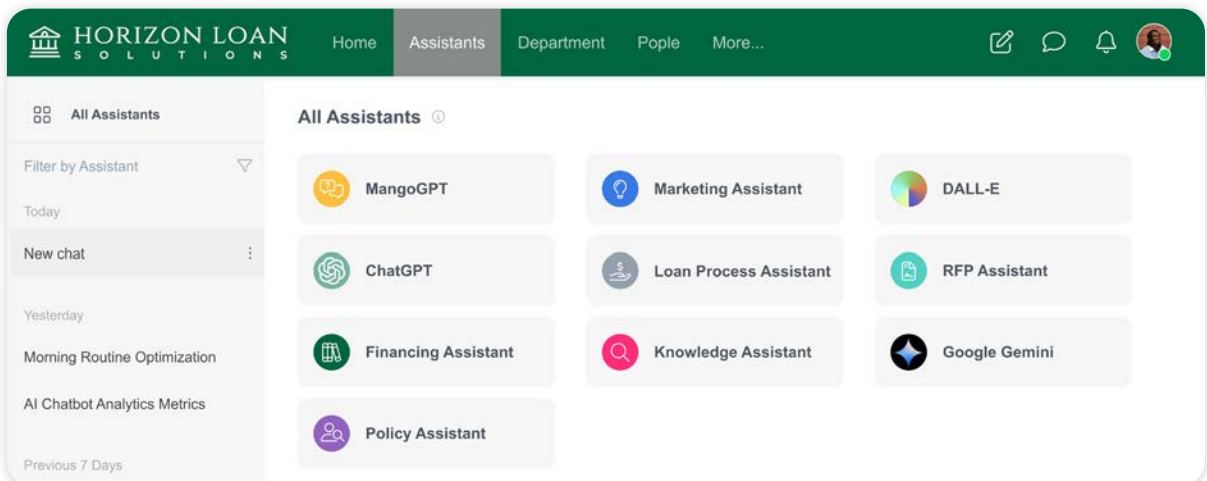 HORIZON LOAN
SOLUTIONS
Home Assistants Department Pople More...
All Assistants
Filter by Assistant
Today
New chat
Yesterday
Morning Routine Optimization
AI Chatbot Analytics Metrics
Previous 7 Days
All Assistants
MangoGPT Marketing Assistant DALL-E
ChatGPT Loan Process Assistant RFP Assistant
Financing Assistant Knowledge Assistant Google Gemini
Policy Assistant